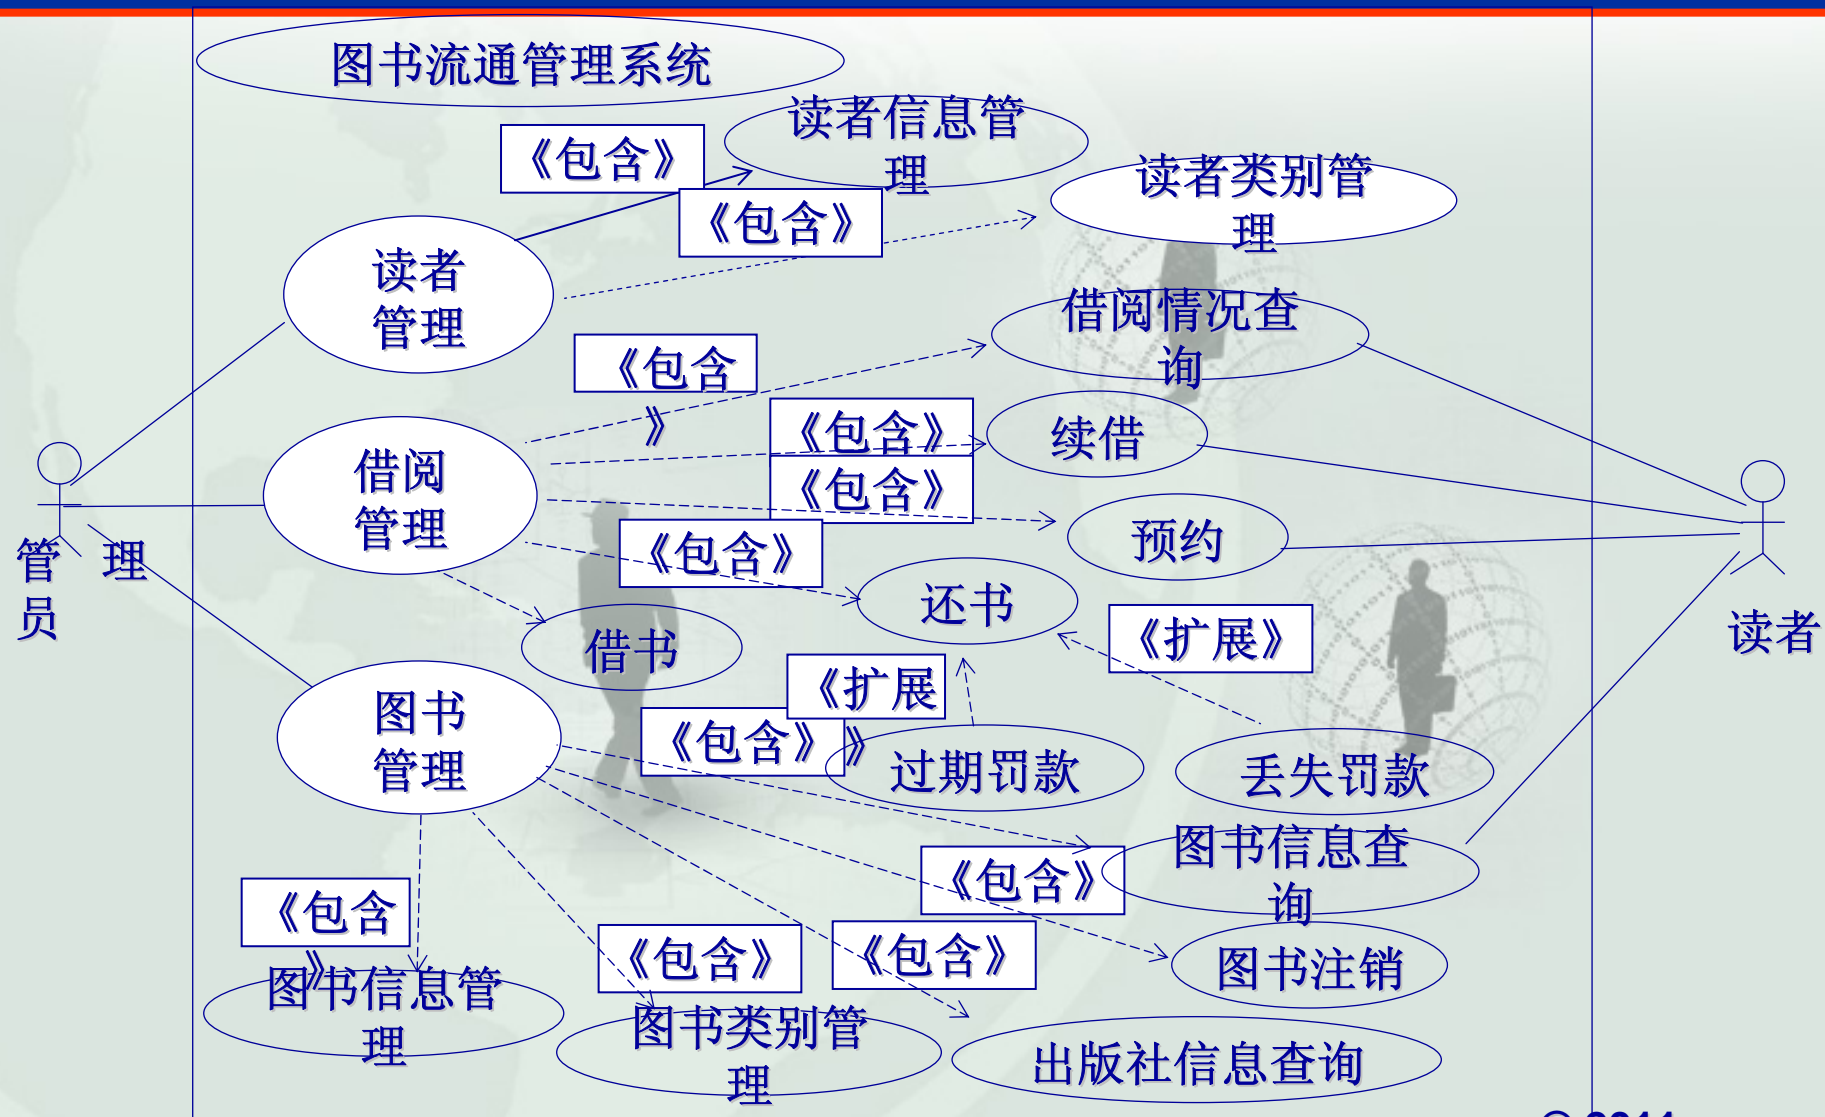 图书流通管理系统
读者信息管
理
《包含》
读者类别管
理
《包含》
读者
管理
借阅情况查
询
《包含
》
《包含》
续借
借阅
管理
《包含》
预约
管 理
员
《包含》
还书
读者
借书
《扩展》
《扩展
》
图书
管理
《包含》
过期罚款
丢失罚款
图书信息查
询
《包含》
《包含
》
《包含》
《包含》
图书注销
图书信息管
理
图书类别管
理
出版社信息查询